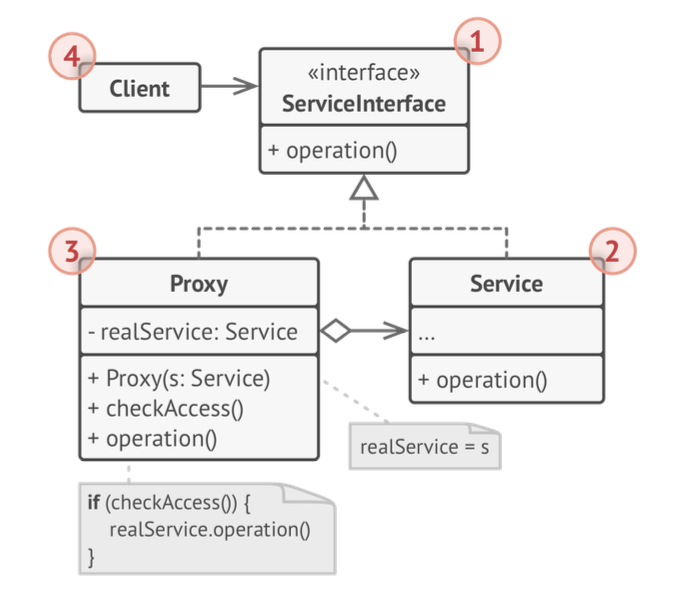 4
Client
1
«interface»
ServiceInterface
+ operation()
3
Proxy
- realService: Service
+ Proxy(s: Service)
+ checkAccess()
+ operation()
2
Service
...
+ operation()
realService = s
if (checkAccess()) {
realService.operation()
}